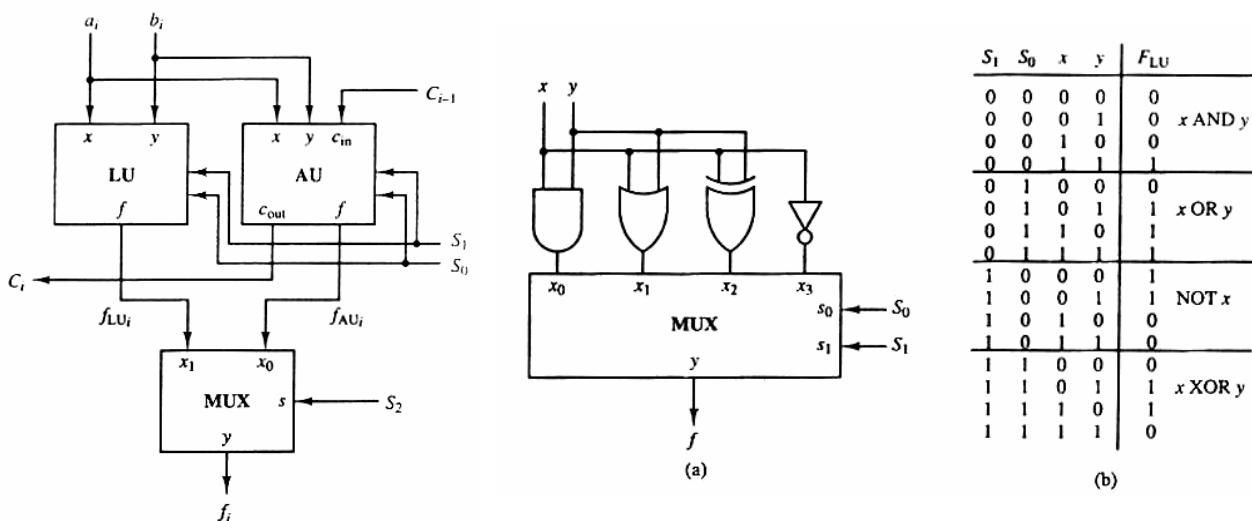 a_i b_i
C_{i-1}
x y x y c_in
LU AU
f c_out f
S_1
S_0
C_i
f_{LU_i} f_{AU_i}
x_1 x_0
MUX s S_2
y
f_i
x y
x_0 x_1 x_2 x_3
s_0 S_0
MUX
s_1 S_1
y
f
(a)
S_1 S_0 x y F_LU
0 0 0 0 0
0 0 0 1 0 x AND y
0 0 1 0 0
0 0 1 1 1
0 1 0 0 0
0 1 0 1 1 x OR y
0 1 1 0 1
0 1 1 1 1
1 0 0 0 1
1 0 0 1 1 NOT x
1 0 1 0 0
1 0 1 1 0
1 1 0 0 0
1 1 0 1 1 x XOR y
1 1 1 0 1
1 1 1 1 0
(b)